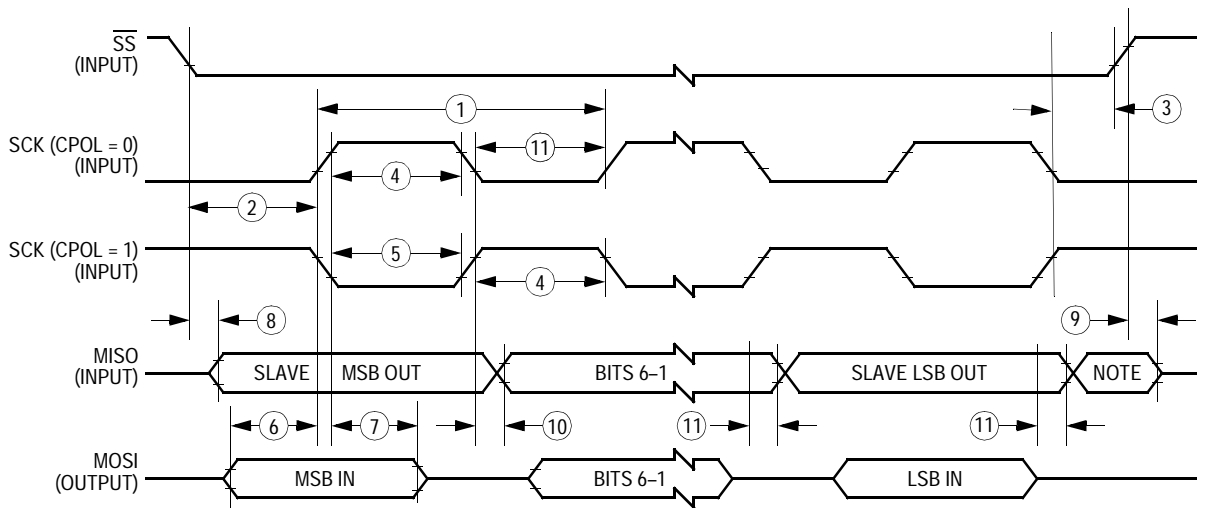 SS
(INPUT)
1
3
SCK (CPOL = 0)
(INPUT)
11
4
2
SCK (CPOL = 1)
(INPUT)
5
4
8
9
MISO
(INPUT)
SLAVE MSB OUT
BITS 6–1
SLAVE LSB OUT
NOTE
6
7
10
11
11
MOSI
(OUTPUT)
MSB IN
BITS 6–1
LSB IN